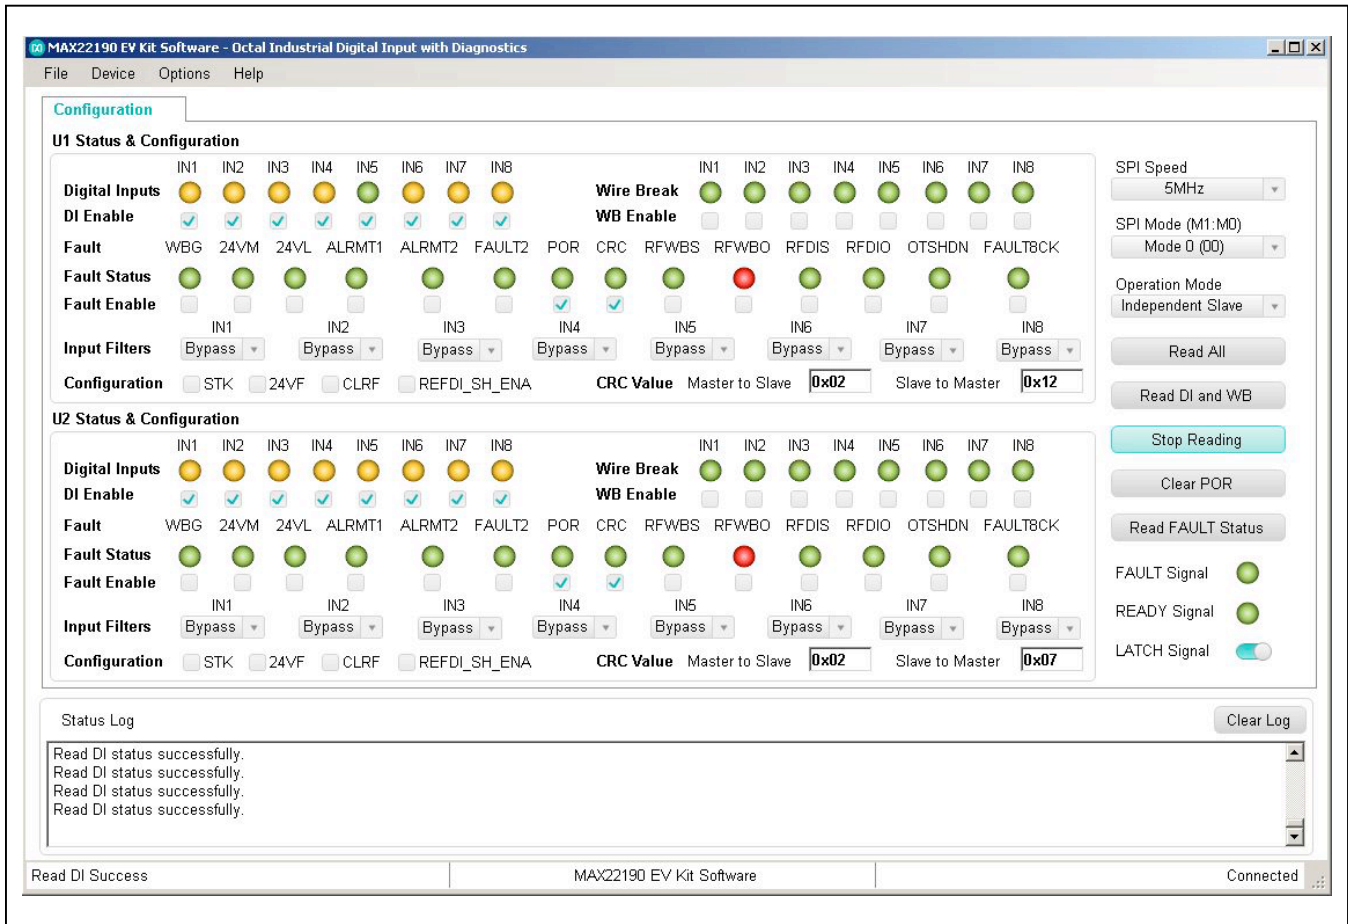 MAX22190 EV Kit Software - Octal Industrial Digital Input with Diagnostics
File Device Options Help
Configuration
U1 Status & Configuration
IN1 IN2 IN3 IN4 IN5 IN6 IN7 IN8 IN1 IN2 IN3 IN4 IN5 IN6 IN7 IN8
Digital Inputs Wire Break
DI Enable WB Enable
Fault WBG 24VM 24VL ALRMT1 ALRMT2 FAULT2 POR CRC RFWBS RFWBO RFDIS RFDIO OTSHDN FAULT8CK
Fault Status
Fault Enable
IN1 IN2 IN3 IN4 IN5 IN6 IN7 IN8
Input Filters Bypass Bypass Bypass Bypass Bypass Bypass Bypass Bypass
Configuration STK 24VF CLRF REFDI_SH_ENA CRC Value Master to Slave 0x02 Slave to Master 0x12
U2 Status & Configuration
IN1 IN2 IN3 IN4 IN5 IN6 IN7 IN8 IN1 IN2 IN3 IN4 IN5 IN6 IN7 IN8
Digital Inputs Wire Break
DI Enable WB Enable
Fault WBG 24VM 24VL ALRMT1 ALRMT2 FAULT2 POR CRC RFWBS RFWBO RFDIS RFDIO OTSHDN FAULT8CK
Fault Status
Fault Enable
IN1 IN2 IN3 IN4 IN5 IN6 IN7 IN8
Input Filters Bypass Bypass Bypass Bypass Bypass Bypass Bypass Bypass
Configuration STK 24VF CLRF REFDI_SH_ENA CRC Value Master to Slave 0x02 Slave to Master 0x07
SPI Speed
5MHz
SPI Mode (M1:M0)
Mode 0 (00)
Operation Mode
Independent Slave
Read All
Read DI and WB
Stop Reading
Clear POR
Read FAULT Status
FAULT Signal
READY Signal
LATCH Signal
Status Log
Clear Log
Read DI status successfully.
Read DI status successfully.
Read DI status successfully.
Read DI status successfully.
Read DI Success MAX22190 EV Kit Software Connected